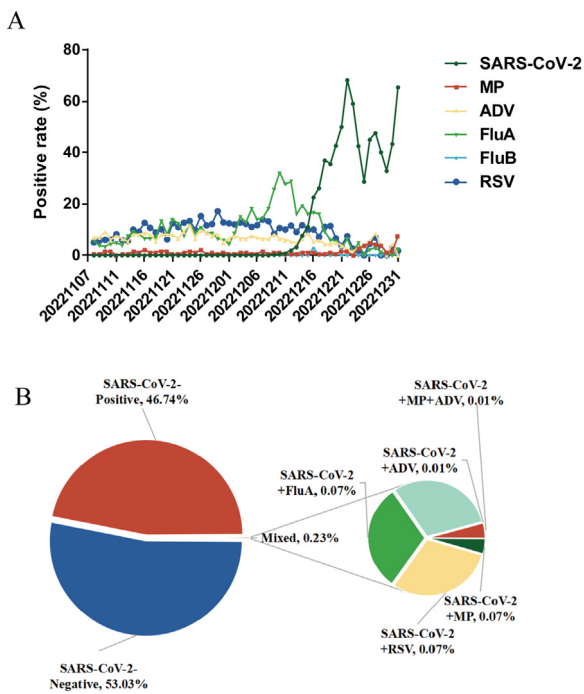 A
80
60
40
20
0
Positive rate (%)
20221107
20221111
20221116
20221121
20221126
20221201
20221206
20221211
20221216
20221221
20221226
20221231
SARS-CoV-2
MP
ADV
FluA
FluB
RSV
B
SARS-CoV-2-
Positive, 46.74%
SARS-CoV-2-
Negative, 53.03%
Mixed, 0.23%
SARS-CoV-2
+MP+ADV, 0.01%
SARS-CoV-2
+ADV, 0.01%
SARS-CoV-2
+FluA, 0.07%
SARS-CoV-2
+MP, 0.07%
SARS-CoV-2
+RSV, 0.07%